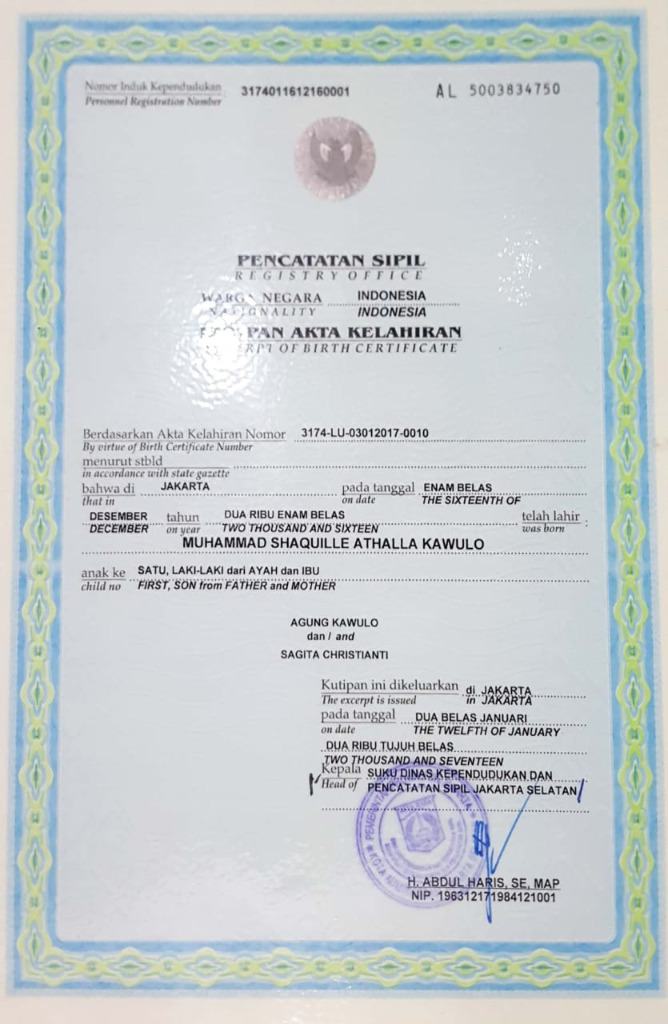 Nomor Induk Kependudukan 3174011612160001 AL 5003834750
Personnel Registration Number
PENCATATAN SIPIL
REGISTRY OFFICE
WARGA NEGARA INDONESIA
NATIONALITY INDONESIA
AKTA KELAHIRAN
OF BIRTH CERTIFICATE
Berdasarkan Akta Kelahiran Nomor 3174-LU-03012017-0010
By virtue of Birth Certificate Number
menurut stbld
in accordance with state gazette
bahwa di JAKARTA pada tanggal ENAM BELAS
that in on date THE SIXTEENTH OF
DESEMBER tahun DUA RIBU ENAM BELAS telah lahir :
DECEMBER on year TWO THOUSAND AND SIXTEEN was born
MUHAMMAD SHAQUILLE ATHALLA KAWULO
anak ke SATU, LAKI-LAKI dari AYAH dan IBU
child no FIRST, SON from FATHER and MOTHER
AGUNG KAWULO
dan / and
SAGITA CHRISTIANTI
Kutipan ini dikeluarkan di JAKARTA
The excerpt is issued in JAKARTA
pada tanggal DUA BELAS JANUARI
on date THE TWELFTH OF JANUARY
DUA RIBU TUJUH BELAS
TWO THOUSAND AND SEVENTEEN
Kepala SUKU DINAS KEPENDUDUKAN DAN
Head of PENCATATAN SIPIL JAKARTA SELATAN
H. ABDUL HARIS, SE, MAP
NIP. 196312171984121001